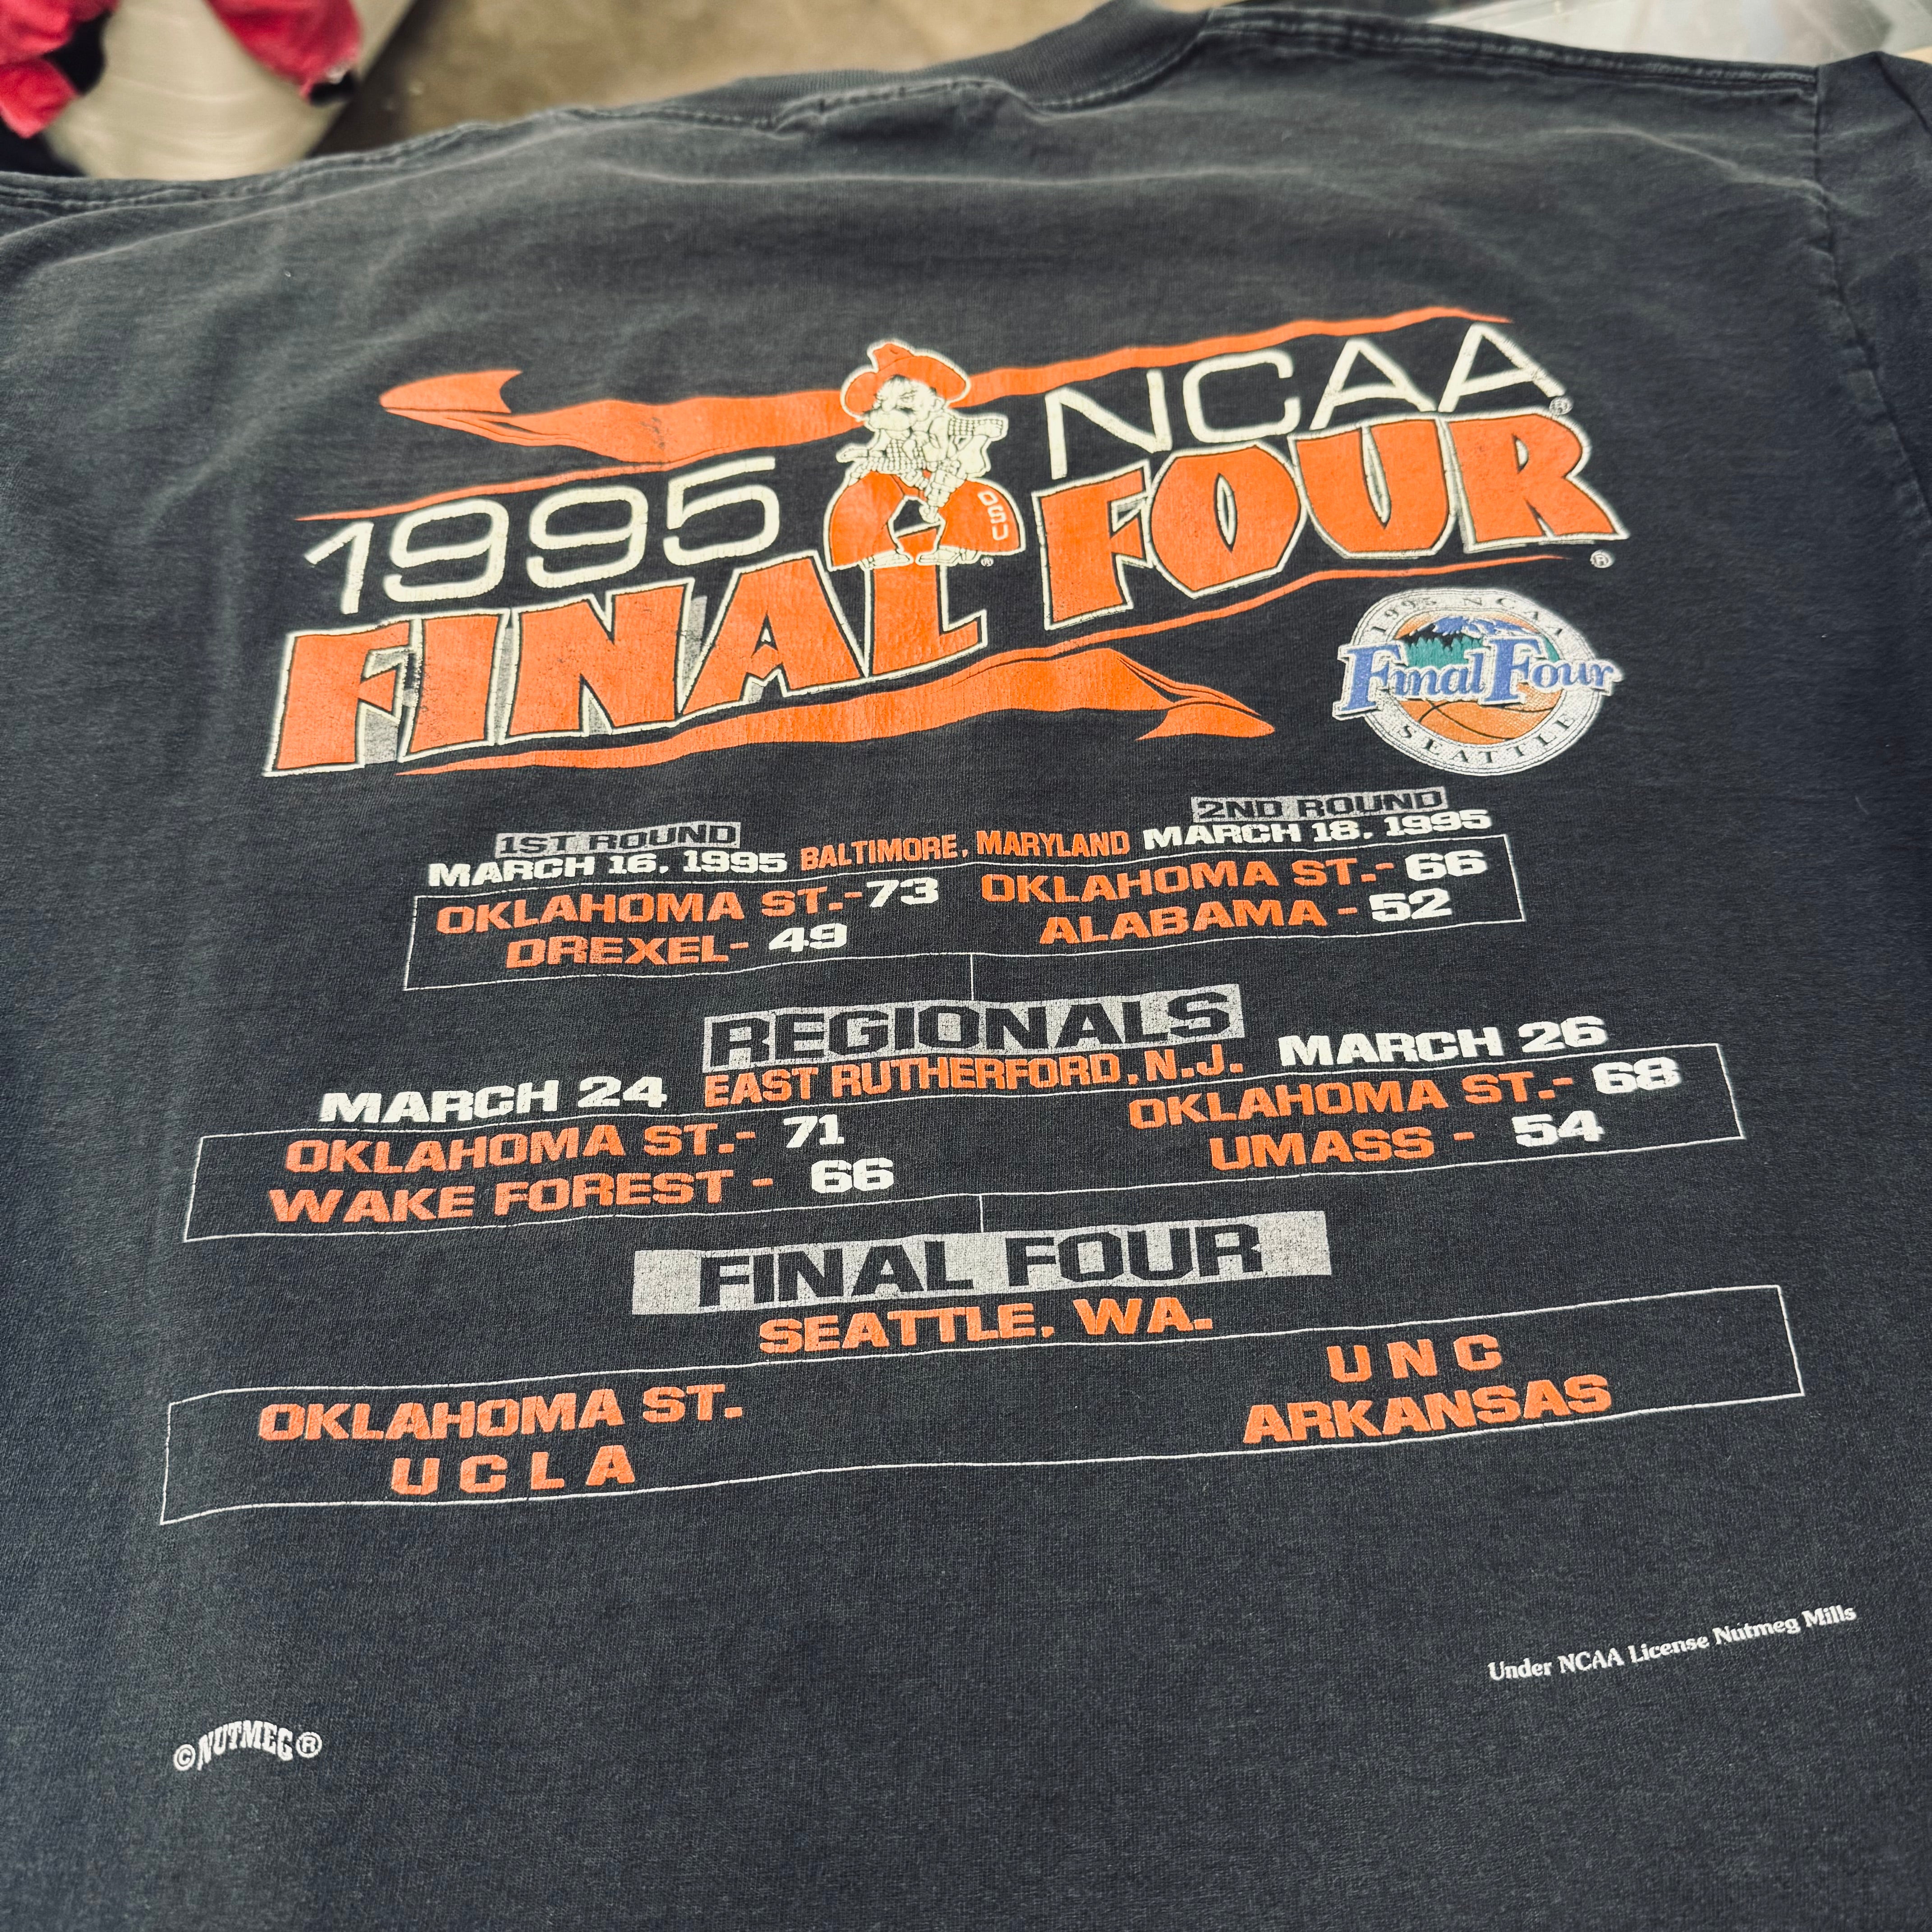 1995 NCAA
FINAL FOUR ®
®
OSU
®
1995 NCAA
Final Four
SEATTLE
1ST ROUND
MARCH 16, 1995
BALTIMORE, MARYLAND
2ND ROUND
MARCH 18, 1995
OKLAHOMA ST.-73
DREXEL- 49
OKLAHOMA ST.- 66
ALABAMA - 52
REGIONALS
EAST RUTHERFORD, N.J.
MARCH 24
OKLAHOMA ST.- 71
WAKE FOREST - 66
MARCH 26
OKLAHOMA ST.- 68
UMASS - 54
FINAL FOUR
SEATTLE, WA.
OKLAHOMA ST.
UCLA
UNC
ARKANSAS
Under NCAA License Nutmeg Mills
© NUTMEG ®